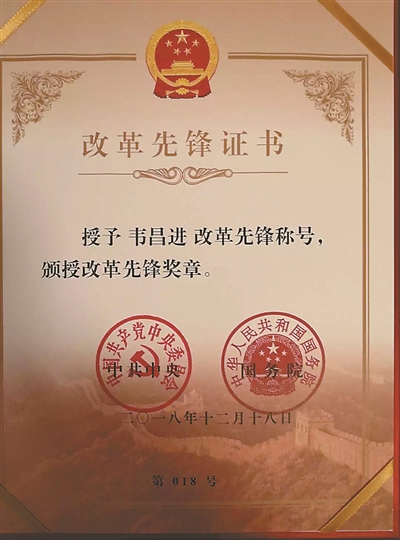 改革先锋证书
授予 韦昌进 改革先锋称号，
颁授改革先锋奖章。
中国共产党中央委员会
中共中央
中华人民共和国国务院
国务院
二〇一八年十二月十八日
第 018 号